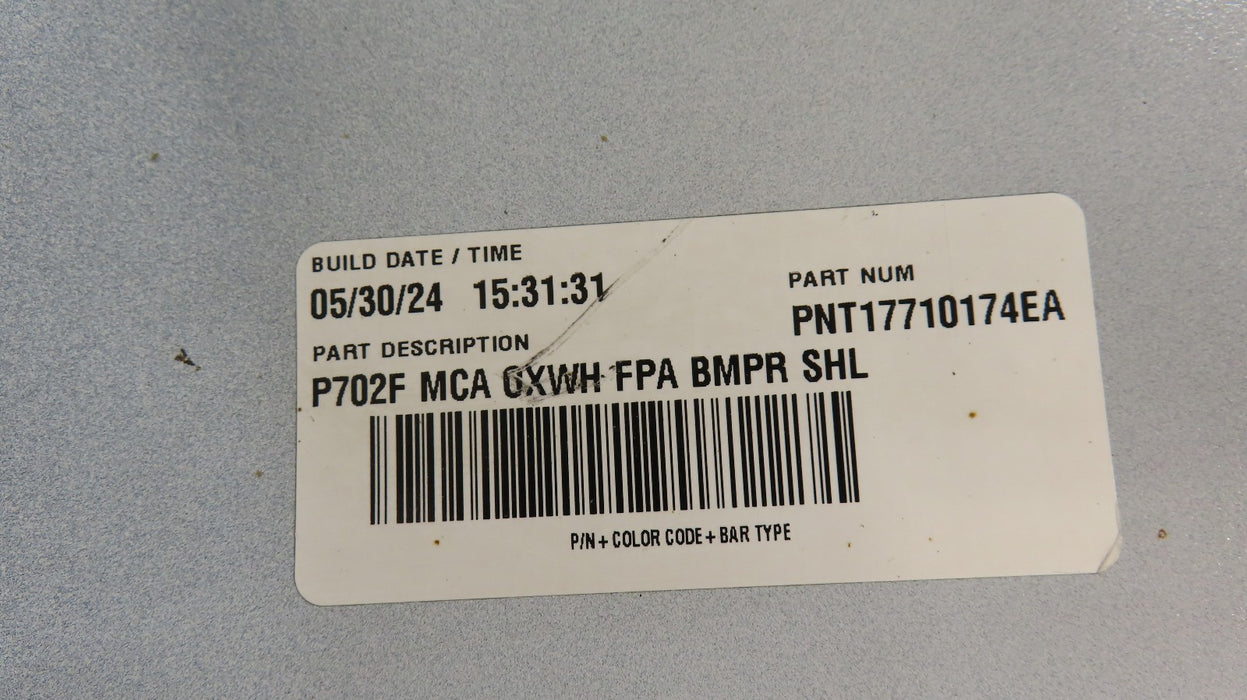 BUILD DATE / TIME
05/30/24 15:31:31
PART NUM
PNT17710174EA
PART DESCRIPTION
P702F MCA 0XWH FPA BMPR SHL
P/N + COLOR CODE + BAR TYPE